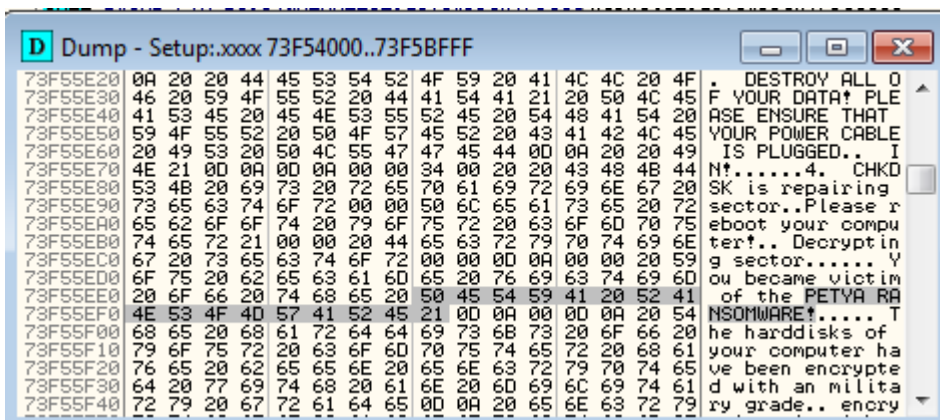 D Dump - Setup:.xxxx 73F54000..73F5BFFF
73F55E20 0A 20 20 44 45 53 54 52 4F 59 20 41 4C 4C 20 4F .  DESTROY ALL O
73F55E30 46 20 59 4F 55 52 20 44 41 54 41 21 20 50 4C 45 F YOUR DATA! PLE
73F55E40 41 53 45 20 45 4E 53 55 52 45 20 54 48 41 54 20 ASE ENSURE THAT
73F55E50 59 4F 55 52 20 50 4F 57 45 52 20 43 41 42 4C 45 YOUR POWER CABLE
73F55E60 20 49 53 20 50 4C 55 47 47 45 44 0D 0A 20 20 49  IS PLUGGED..  I
73F55E70 4E 21 0D 0A 0D 0A 00 00 34 00 20 20 43 48 4B 44 N!......4.  CHKD
73F55E80 53 4B 20 69 73 20 72 65 70 61 69 72 69 6E 67 20 SK is repairing
73F55E90 73 65 63 74 6F 72 00 00 50 6C 65 61 73 65 20 72 sector..Please r
73F55EA0 65 62 6F 6F 74 20 79 6F 75 72 20 63 6F 6D 70 75 eboot your compu
73F55EB0 74 65 72 21 00 00 20 44 65 63 72 79 70 74 69 6E ter!.. Decryptin
73F55EC0 67 20 73 65 63 74 6F 72 00 00 0D 0A 00 00 20 59 g sector...... Y
73F55ED0 6F 75 20 62 65 63 61 6D 65 20 76 69 63 74 69 6D ou became victim
73F55EE0 20 6F 66 20 74 68 65 20 50 45 54 59 41 20 52 41  of the PETYA RA
73F55EF0 4E 53 4F 4D 57 41 52 45 21 0D 0A 00 0D 0A 20 54 NSOMWARE!..... T
73F55F00 68 65 20 68 61 72 64 64 69 73 6B 73 20 6F 66 20 he harddisks of
73F55F10 79 6F 75 72 20 63 6F 6D 70 75 74 65 72 20 68 61 your computer ha
73F55F20 76 65 20 62 65 65 6E 20 65 6E 63 72 79 70 74 65 ve been encrypte
73F55F30 64 20 77 69 74 68 20 61 6E 20 6D 69 6C 69 74 61 d with an milita
73F55F40 72 79 20 67 72 61 64 65 0D 0A 20 65 6E 63 72 79 ry grade.. encry